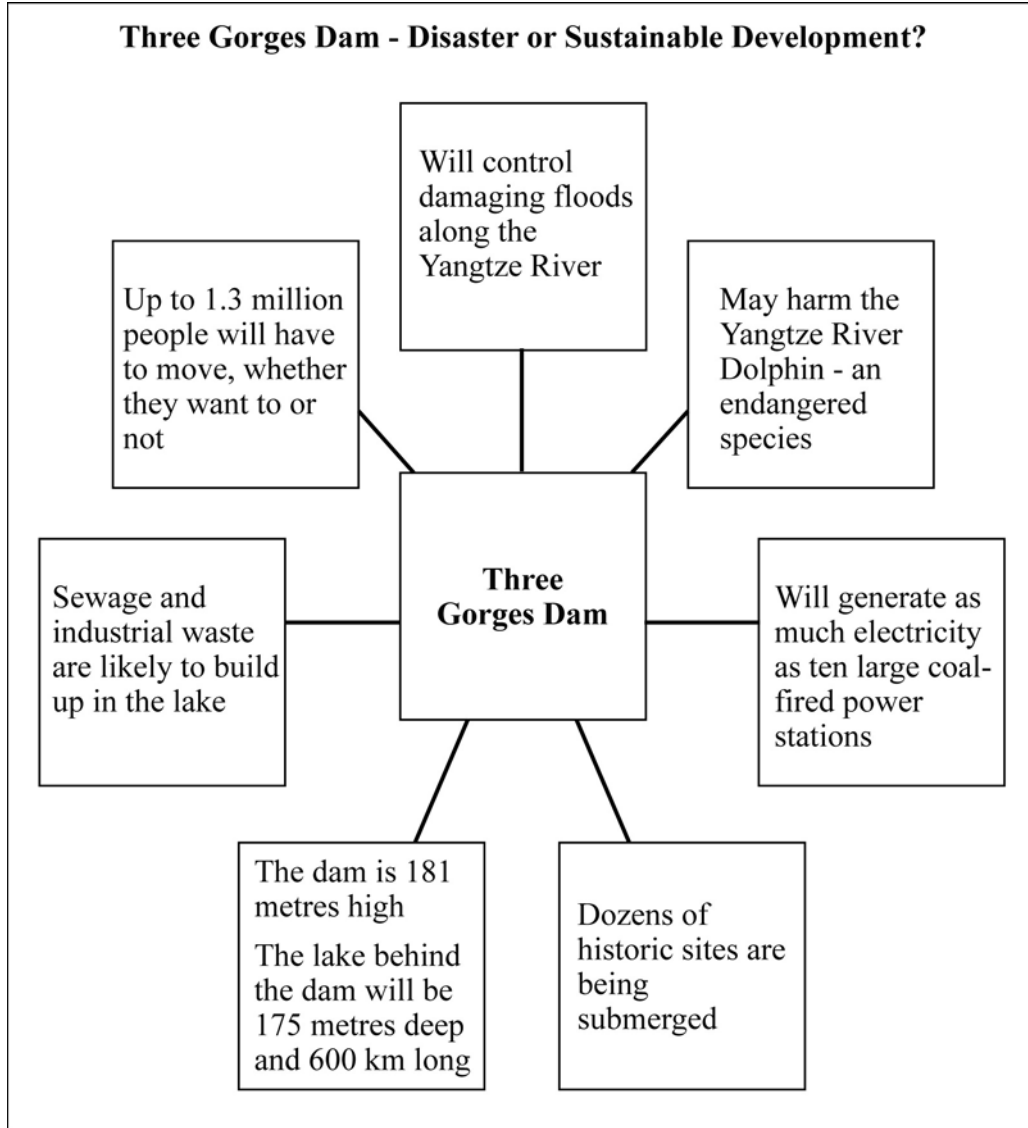 Three Gorges Dam - Disaster or Sustainable Development?
Will control
damaging floods
along the
Yangtze River
Up to 1.3 million
people will have
to move, whether
they want to or
not
May harm the
Yangtze River
Dolphin - an
endangered
species
Three
Gorges Dam
Sewage and
industrial waste
are likely to build
up in the lake
Will generate as
much electricity
as ten large coal-
fired power
stations
The dam is 181
metres high
The lake behind
the dam will be
175 metres deep
and 600 km long
Dozens of
historic sites are
being
submerged